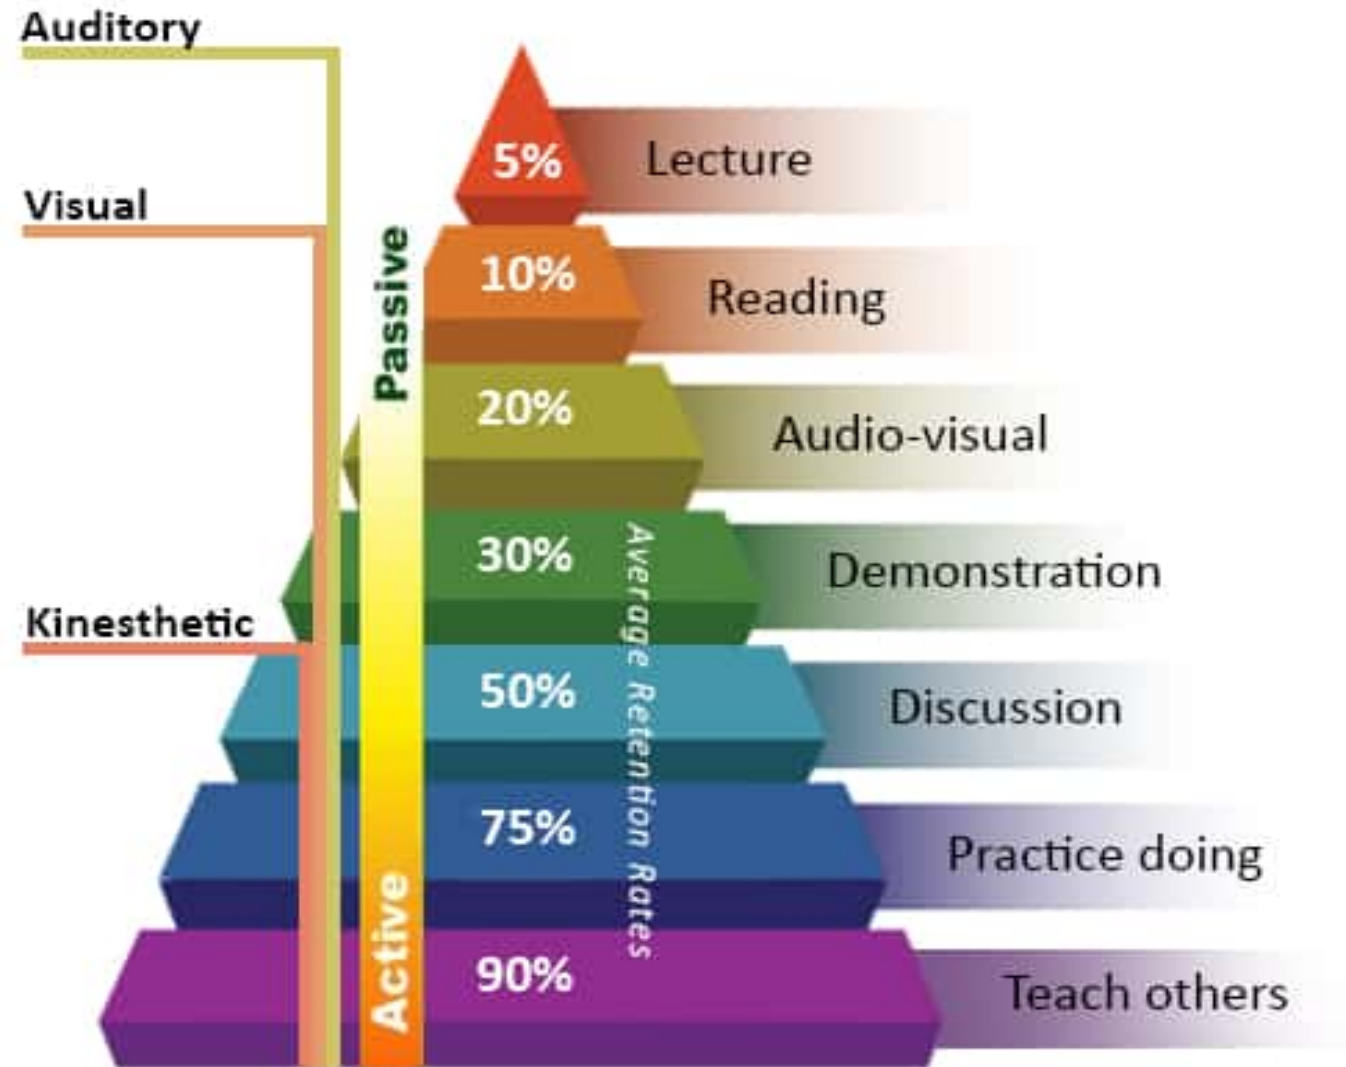 Auditory
Visual
Kinesthetic
Passive
Active
5%
Lecture
10%
Reading
20%
Audio-visual
30%
Demonstration
50%
Discussion
75%
Practice doing
90%
Teach others
Average Retention Rates